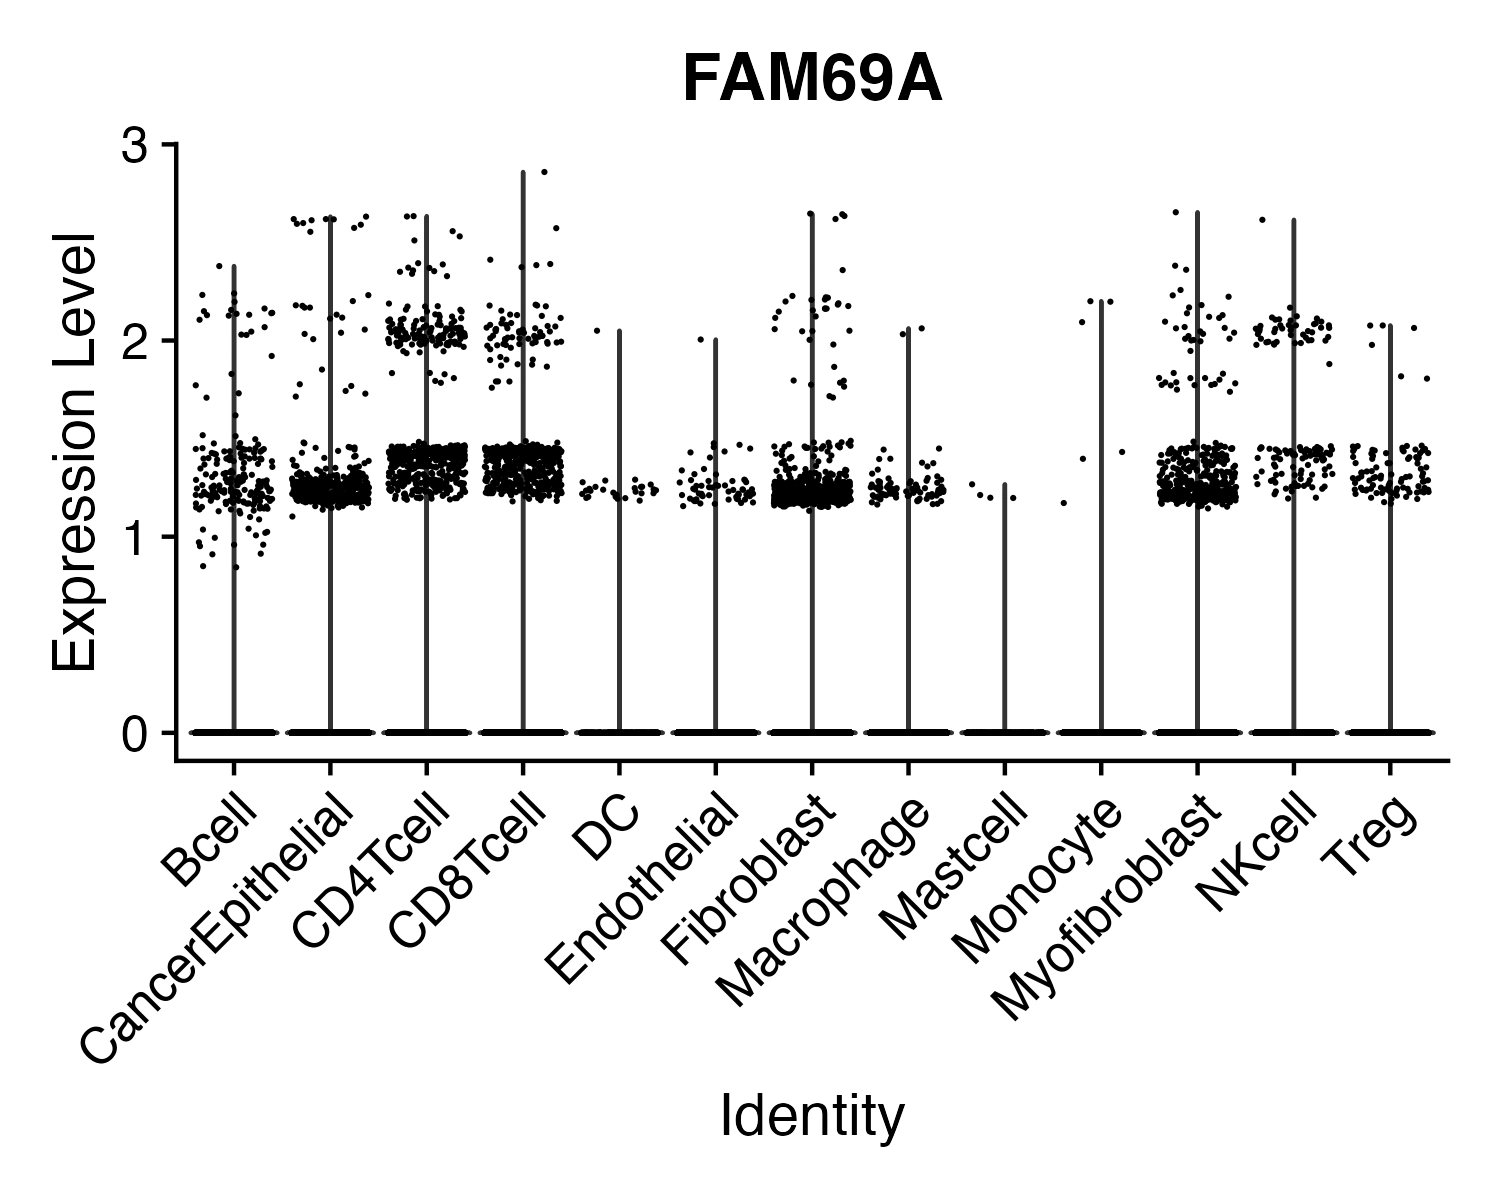 FAM69A
Expression Level
3
2
1
0
Bcell
CancerEpithelial
CD4Tcell
CD8Tcell
DC
Endothelial
Fibroblast
Macrophage
Mastcell
Monocyte
Myofibroblast
NKcell
Treg
Identity